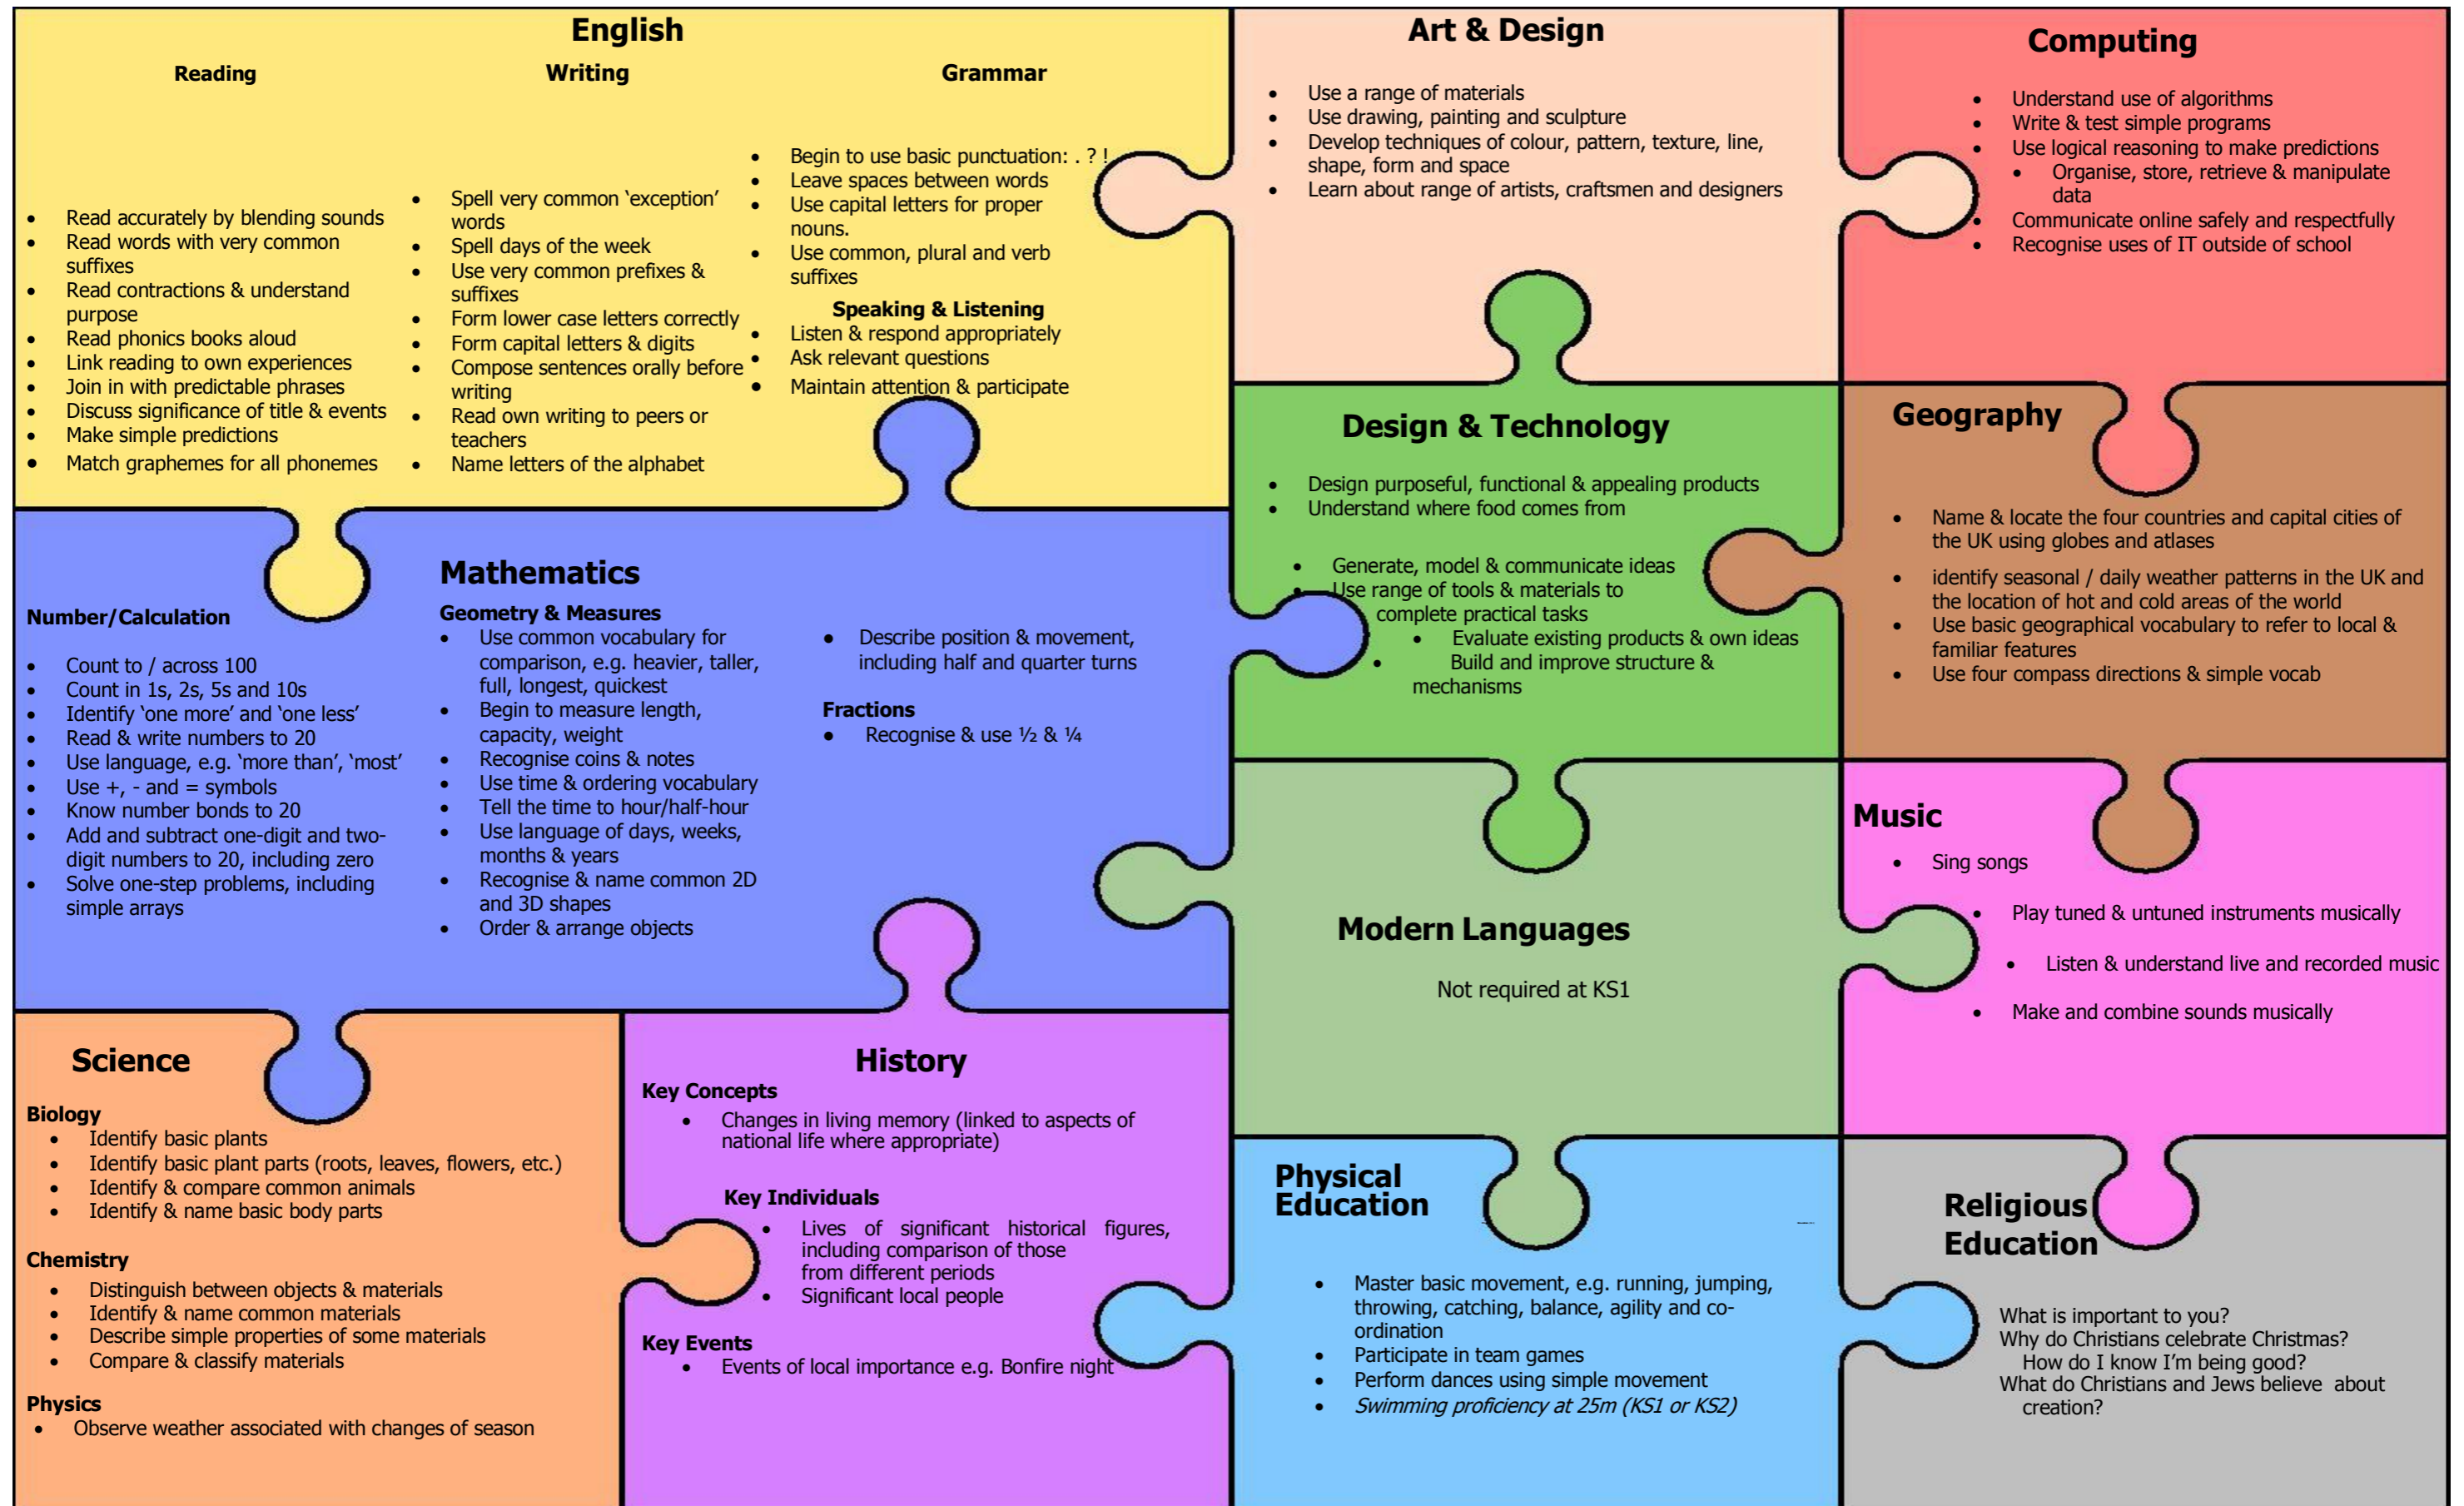 English
Reading
Read accurately by blending sounds
Read words with very common
suffixes
Read contractions & understand
purpose
Read phonics books aloud
Link reading to own experiences
Join in with predictable phrases
Discuss significance of title & events
Make simple predictions
Match graphemes for all phonemes
Writing
Spell very common ‘exception’
words
Spell days of the week
Use very common prefixes &
suffixes
Form lower case letters correctly
Form capital letters & digits
Compose sentences orally before
writing
Read own writing to peers or
teachers
Name letters of the alphabet
Grammar
Begin to use basic punctuation: . ? !
Leave spaces between words
Use capital letters for proper
nouns.
Use common, plural and verb
suffixes
Speaking & Listening
Listen & respond appropriately
Ask relevant questions
Maintain attention & participate
Art & Design
Use a range of materials
Use drawing, painting and sculpture
Develop techniques of colour, pattern, texture, line,
shape, form and space
Learn about range of artists, craftsmen and designers
Computing
Understand use of algorithms
Write & test simple programs
Use logical reasoning to make predictions
Organise, store, retrieve & manipulate
data
Communicate online safely and respectfully
Recognise uses of IT outside of school
Mathematics
Number/Calculation
Count to / across 100
Count in 1s, 2s, 5s and 10s
Identify ‘one more’ and ‘one less’
Read & write numbers to 20
Use language, e.g. ‘more than’, ‘most’
Use +, - and = symbols
Know number bonds to 20
Add and subtract one-digit and two-
digit numbers to 20, including zero
Solve one-step problems, including
simple arrays
Geometry & Measures
Use common vocabulary for
comparison, e.g. heavier, taller,
full, longest, quickest
Begin to measure length,
capacity, weight
Recognise coins & notes
Use time & ordering vocabulary
Tell the time to hour/half-hour
Use language of days, weeks,
months & years
Recognise & name common 2D
and 3D shapes
Order & arrange objects
Describe position & movement,
including half and quarter turns
Fractions
Recognise & use ½ & ¼
Design & Technology
Design purposeful, functional & appealing products
Understand where food comes from
Generate, model & communicate ideas
Use range of tools & materials to
complete practical tasks
Evaluate existing products & own ideas
Build and improve structure &
mechanisms
Geography
Name & locate the four countries and capital cities of
the UK using globes and atlases
identify seasonal / daily weather patterns in the UK and
the location of hot and cold areas of the world
Use basic geographical vocabulary to refer to local &
familiar features
Use four compass directions & simple vocab
Modern Languages
Not required at KS1
Music
Sing songs
Play tuned & untuned instruments musically
Listen & understand live and recorded music
Make and combine sounds musically
Science
Biology
Identify basic plants
Identify basic plant parts (roots, leaves, flowers, etc.)
Identify & compare common animals
Identify & name basic body parts
Chemistry
Distinguish between objects & materials
Identify & name common materials
Describe simple properties of some materials
Compare & classify materials
Physics
Observe weather associated with changes of season
History
Key Concepts
Changes in living memory (linked to aspects of
national life where appropriate)
Key Individuals
Lives of significant historical figures,
including comparison of those
from different periods
Significant local people
Key Events
Events of local importance e.g. Bonfire night
Physical
Education
Master basic movement, e.g. running, jumping,
throwing, catching, balance, agility and co-
ordination
Participate in team games
Perform dances using simple movement
Swimming proficiency at 25m (KS1 or KS2)
Religious
Education
What is important to you?
Why do Christians celebrate Christmas?
How do I know I’m being good?
What do Christians and Jews believe about
creation?